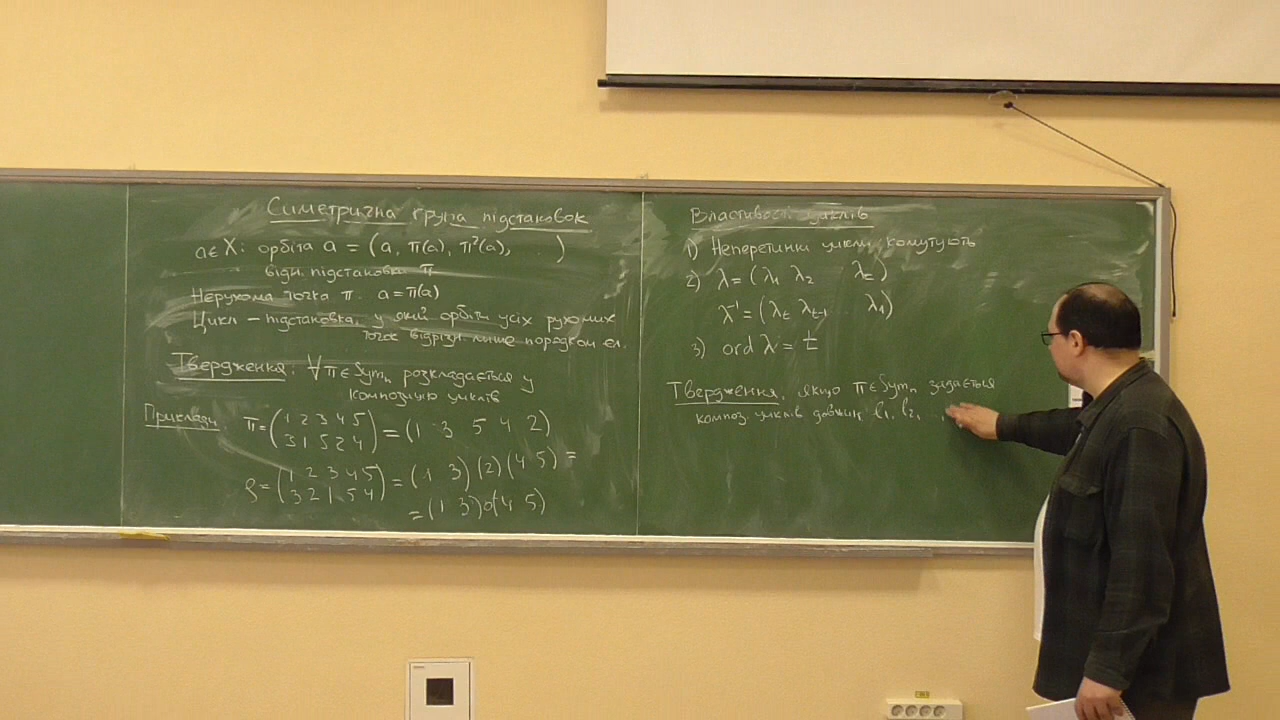 Симетрична група підстановок
a∈X: орбіта a = (a, π(a), π²(a), )
відн. підстановки π
Нерухома точка π. a=π(a)
Цикл – підстановка, у якій орбіти усіх рухомих
точок відрізн. лише порядком ел.
Твердження: ∀π∈Symₙ розкладається у
композицію циклів
Приклади π=(1 2 3 4 5
3 1 5 2 4) = (1 3 5 4 2)
ρ=(1 2 3 4 5
3 2 1 5 4) = (1 3)(2)(4 5) =
= (1 3)∘(4 5)
Властивості циклів
1) Неперетинні цикли комутують
2) λ=(λ₁ λ₂ λₜ)
λ⁻¹=(λₜ λₜ₋₁ λ₁)
3) ord λ = t
Твердження, якщо π∈Symₙ задається
композ. циклів довжин ℓ₁, ℓ₂,